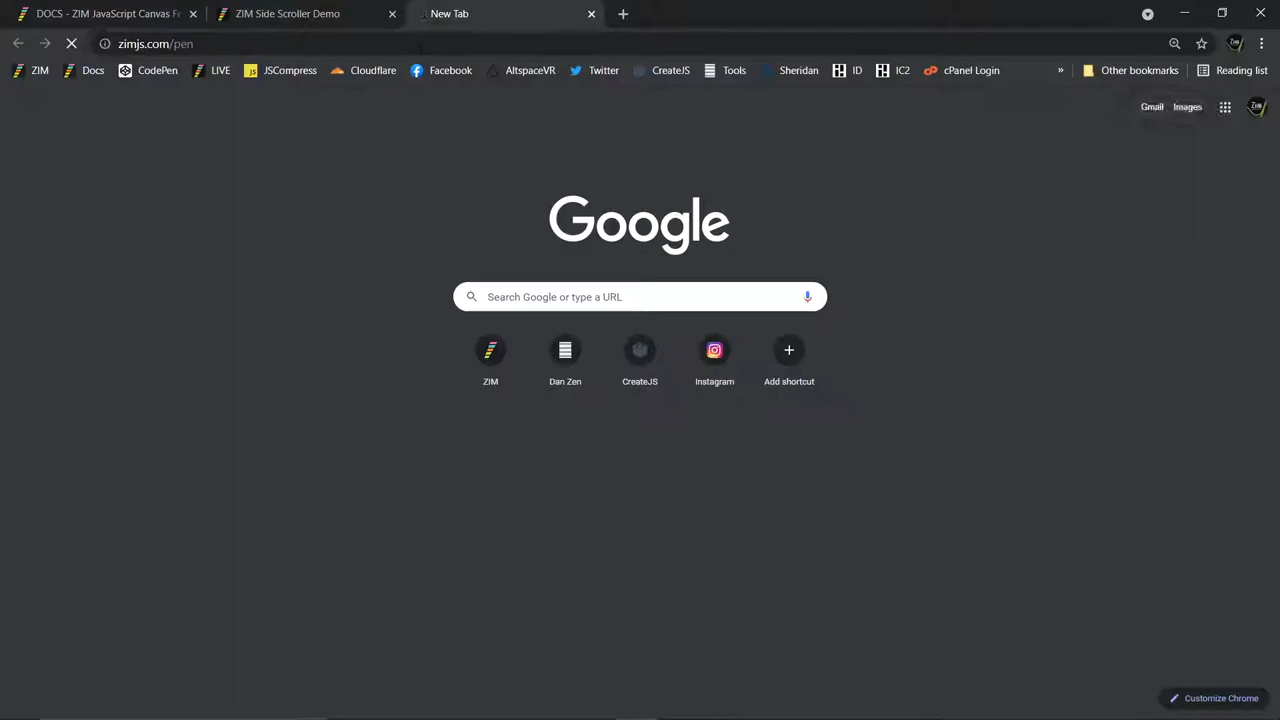 DOCS - ZIM JavaScript Canvas F
ZIM Side Scroller Demo
New Tab
zimjs.com/pen
ZIM
Docs
CodePen
LIVE
JS
JSCompress
Cloudflare
Facebook
AltspaceVR
Twitter
CreateJS
Tools
Sheridan
ID
IC2
cPanel Login
»
Other bookmarks
Reading list
Gmail
Images
Google
Search Google or type a URL
ZIM
Dan Zen
CreateJS
Instagram
Add shortcut
Customize Chrome